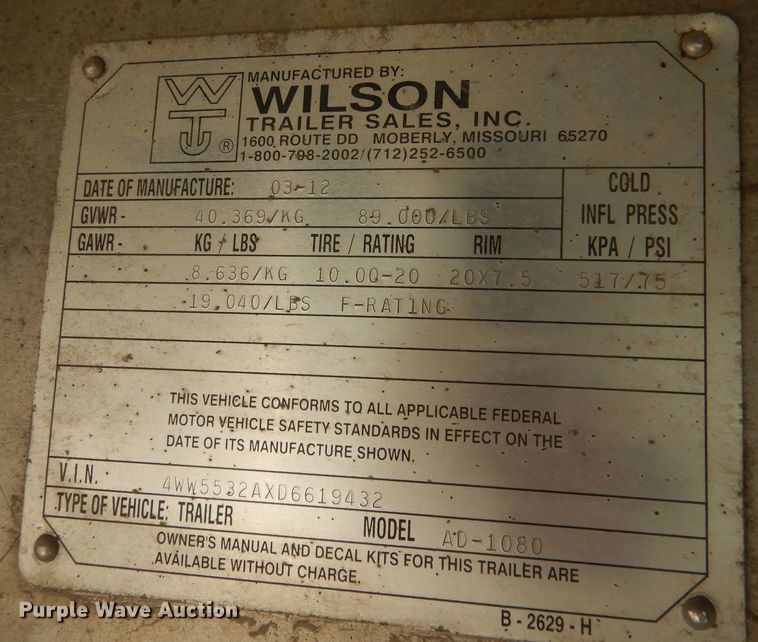 WT ®
MANUFACTURED BY:
WILSON
TRAILER SALES, INC.
1600 ROUTE DD MOBERLY, MISSOURI 65270
1-800-798-2002/(712)252-6500
DATE OF MANUFACTURE: 03-12
COLD
INFL PRESS
KPA / PSI
GVWR - 40.369/KG 89.000/LBS
GAWR - KG / LBS TIRE / RATING RIM
8.636/KG 10.00-20 20X7.5 517/75
19.040/LBS F-RATING
THIS VEHICLE CONFORMS TO ALL APPLICABLE FEDERAL
MOTOR VEHICLE SAFETY STANDARDS IN EFFECT ON THE
DATE OF ITS MANUFACTURE SHOWN.
V.I.N. 4WW5532AXD6619432
TYPE OF VEHICLE: TRAILER MODEL AD-1080
OWNER'S MANUAL AND DECAL KITS FOR THIS TRAILER ARE
AVAILABLE WITHOUT CHARGE.
B - 2629 - H
Purple Wave Auction